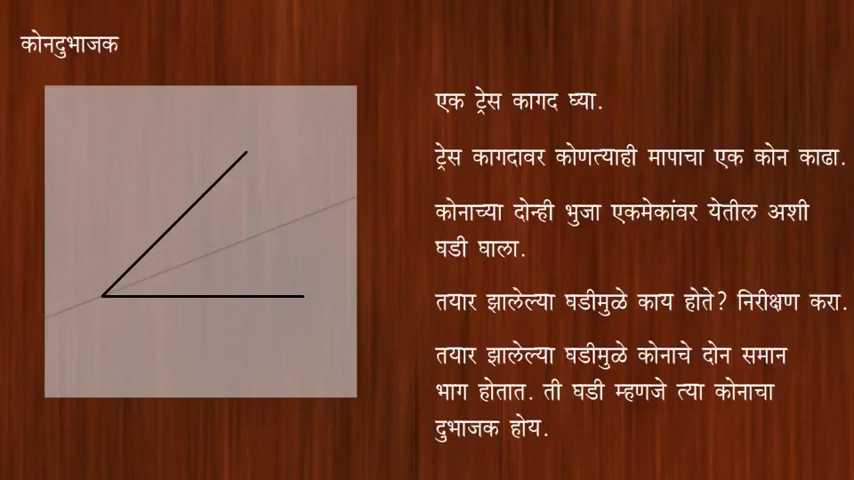 कोनदुभाजक
एक ट्रेस कागद घ्या.
ट्रेस कागदावर कोणत्याही मापाचा एक कोन काढा.
कोनाच्या दोन्ही भुजा एकमेकांवर येतील अशी
घडी घाला.
तयार झालेल्या घडीमुळे काय होते? निरीक्षण करा.
तयार झालेल्या घडीमुळे कोनाचे दोन समान
भाग होतात. ती घडी म्हणजे त्या कोनाचा
दुभाजक होय.